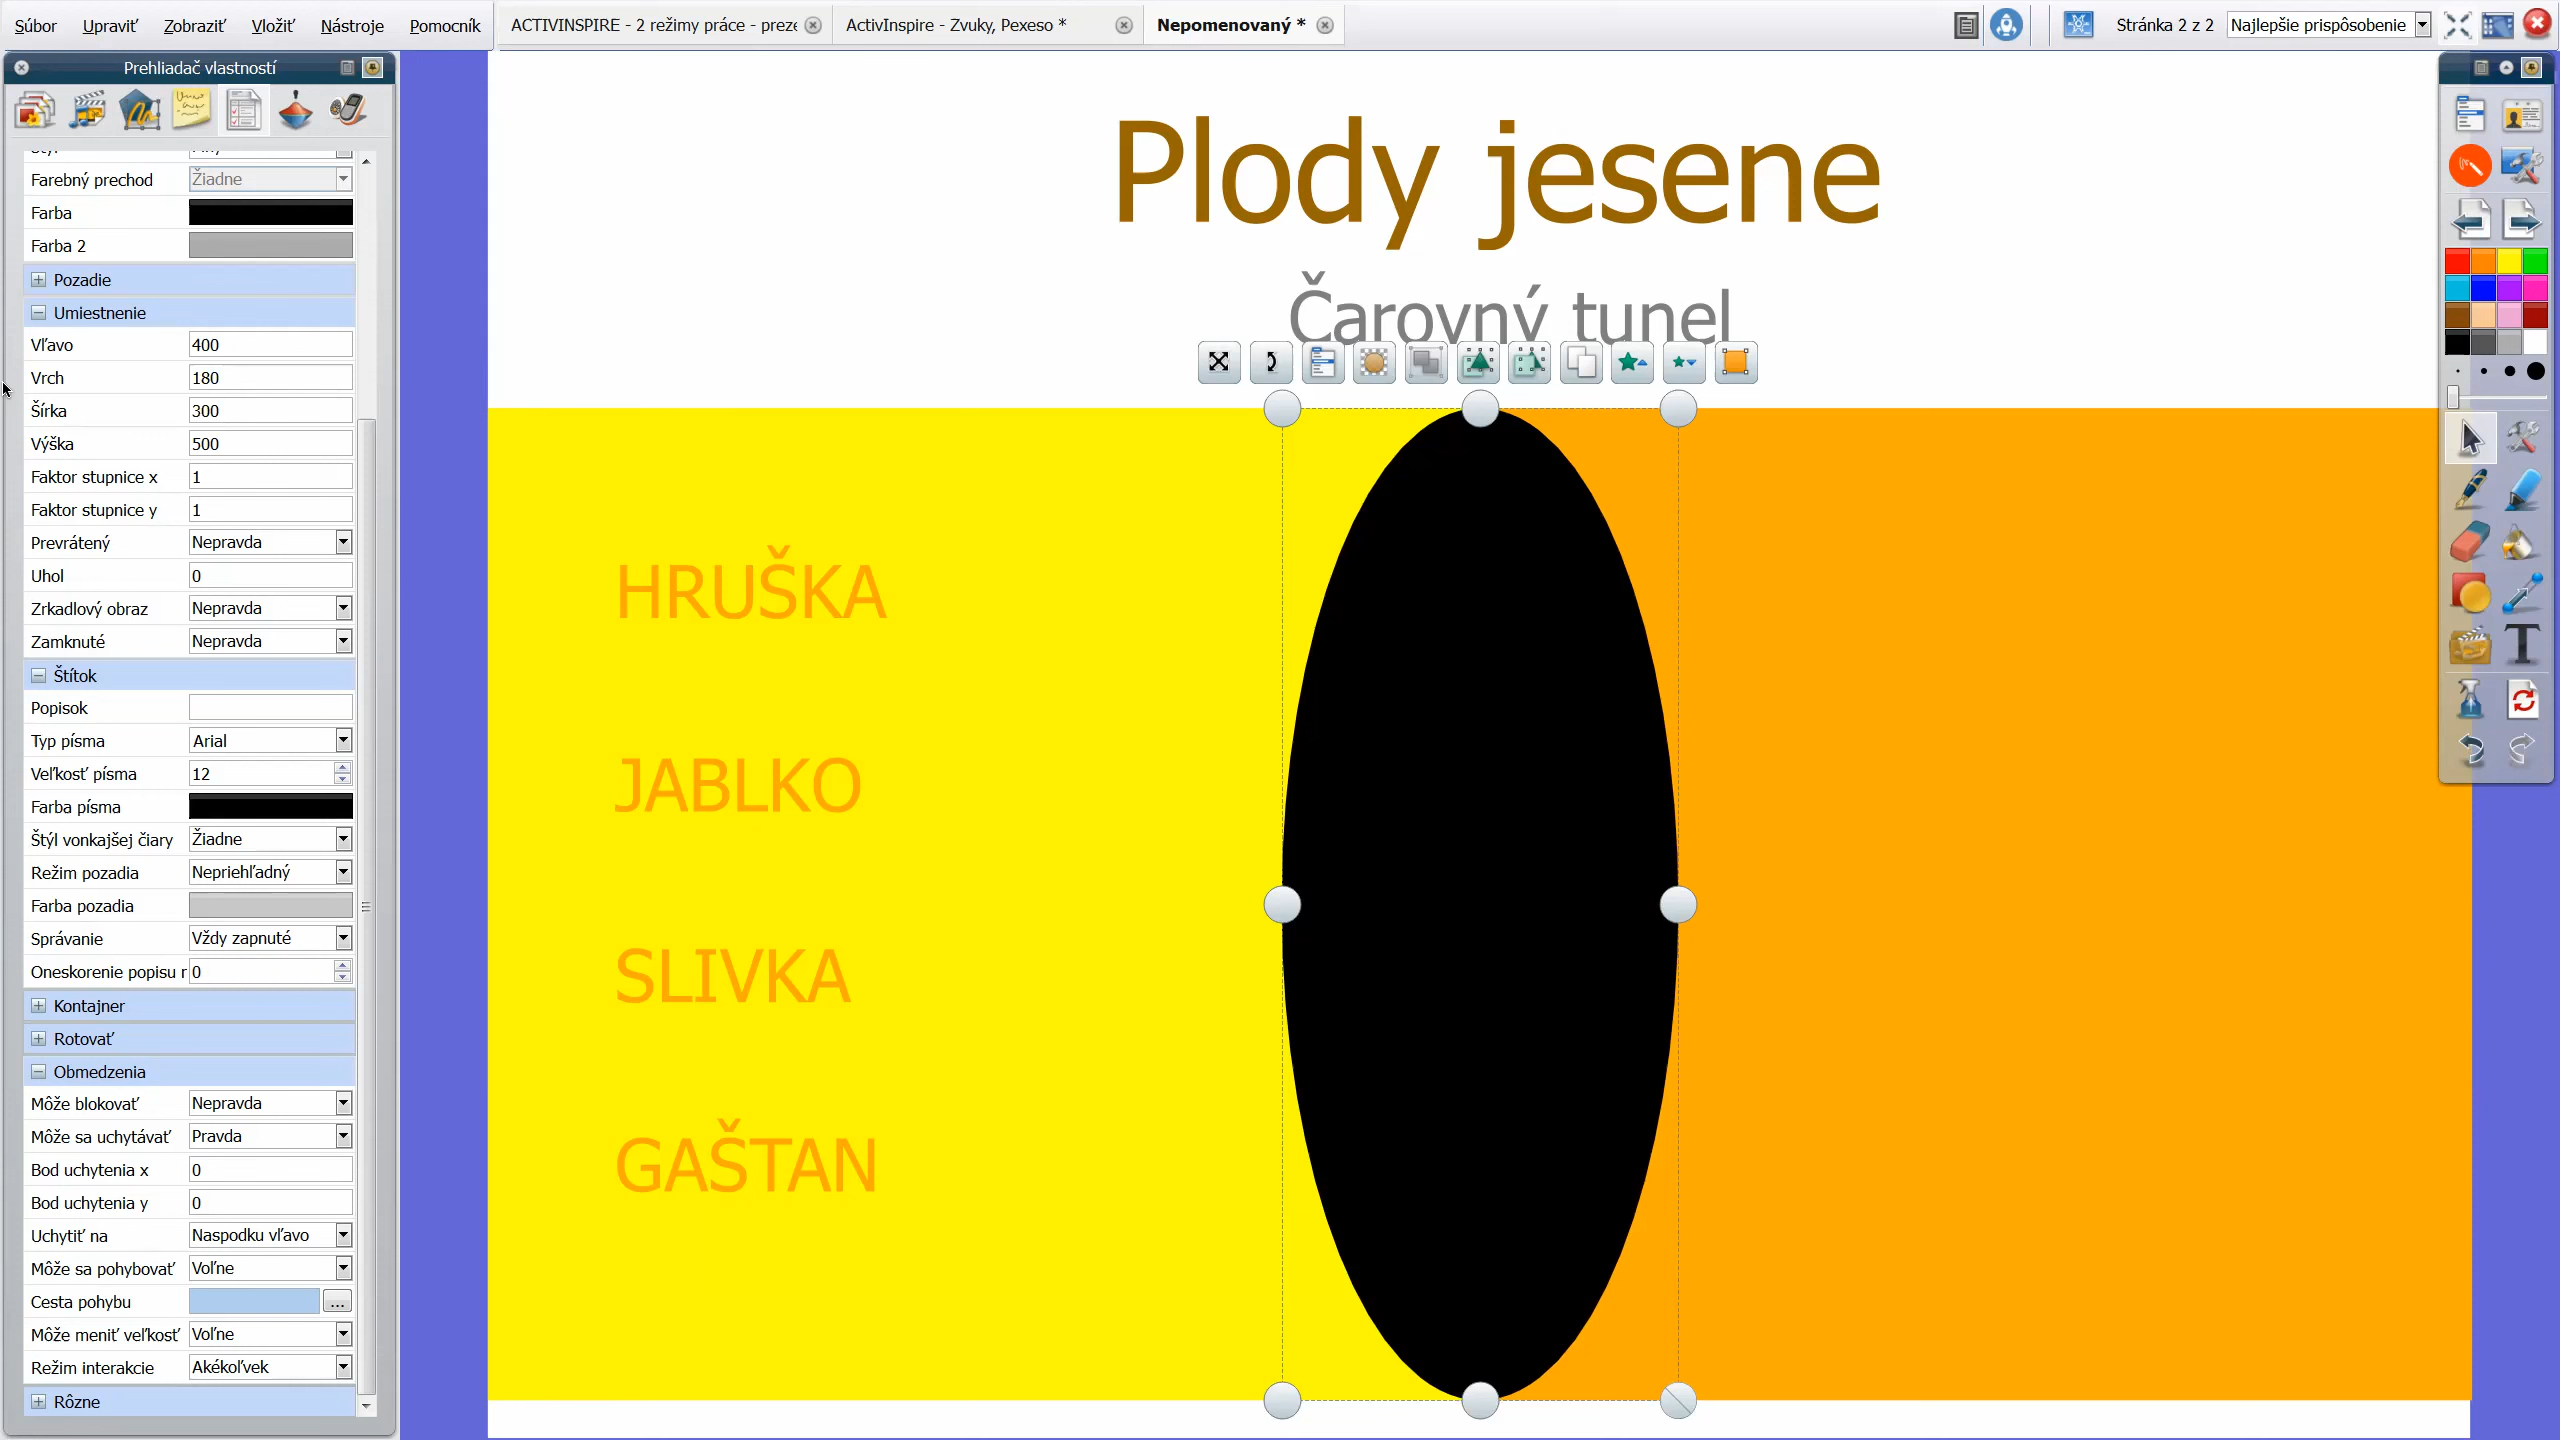 Súbor Upraviť Zobraziť Vložiť Nástroje Pomocník
ACTIVINSPIRE - 2 režimy práce - preze
ActivInspire - Zvuky, Pexeso *
Nepomenovaný *
Stránka 2 z 2
Najlepšie prispôsobenie
Prehliadač vlastností
Farebný prechod Žiadne
Farba
Farba 2
Pozadie
Umiestnenie
Vľavo 400
Vrch 180
Šírka 300
Výška 500
Faktor stupnice x 1
Faktor stupnice y 1
Prevrátený Nepravda
Uhol 0
Zrkadlový obraz Nepravda
Zamknuté Nepravda
Štítok
Popisok
Typ písma Arial
Veľkosť písma 12
Farba písma
Štýl vonkajšej čiary Žiadne
Režim pozadia Nepriehľadný
Farba pozadia
Správanie Vždy zapnuté
Oneskorenie popisu r 0
Kontajner
Rotovať
Obmedzenia
Môže blokovať Nepravda
Môže sa uchytávať Pravda
Bod uchytenia x 0
Bod uchytenia y 0
Uchytiť na Naspodku vľavo
Môže sa pohybovať Voľne
Cesta pohybu ...
Môže meniť veľkosť Voľne
Režim interakcie Akékoľvek
Rôzne
Plody jesene
Čarovný tunel
HRUŠKA
JABLKO
SLIVKA
GAŠTAN